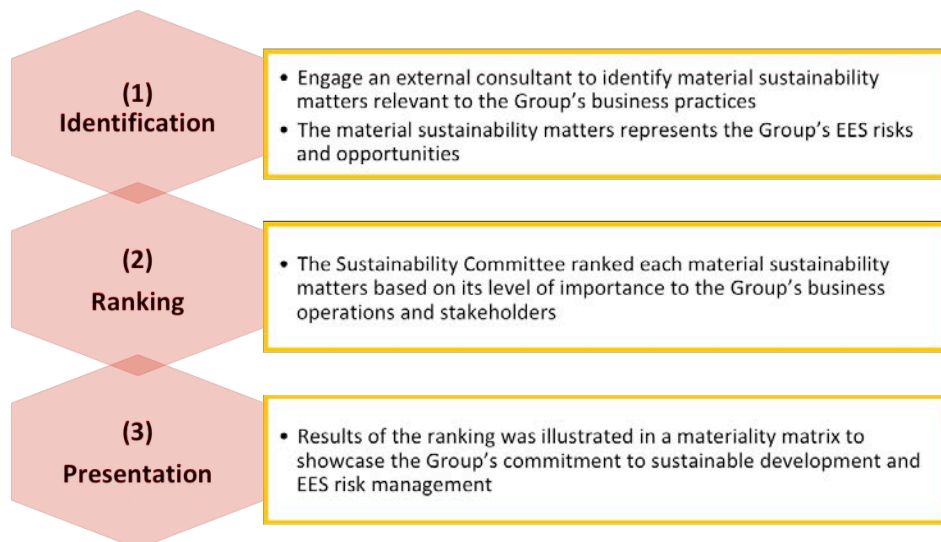 (1)
Identification
• Engage an external consultant to identify material sustainability
matters relevant to the Group's business practices
• The material sustainability matters represents the Group's EES risks
and opportunities
(2)
Ranking
• The Sustainability Committee ranked each material sustainability
matters based on its level of importance to the Group's business
operations and stakeholders
(3)
Presentation
• Results of the ranking was illustrated in a materiality matrix to
showcase the Group's commitment to sustainable development and
EES risk management